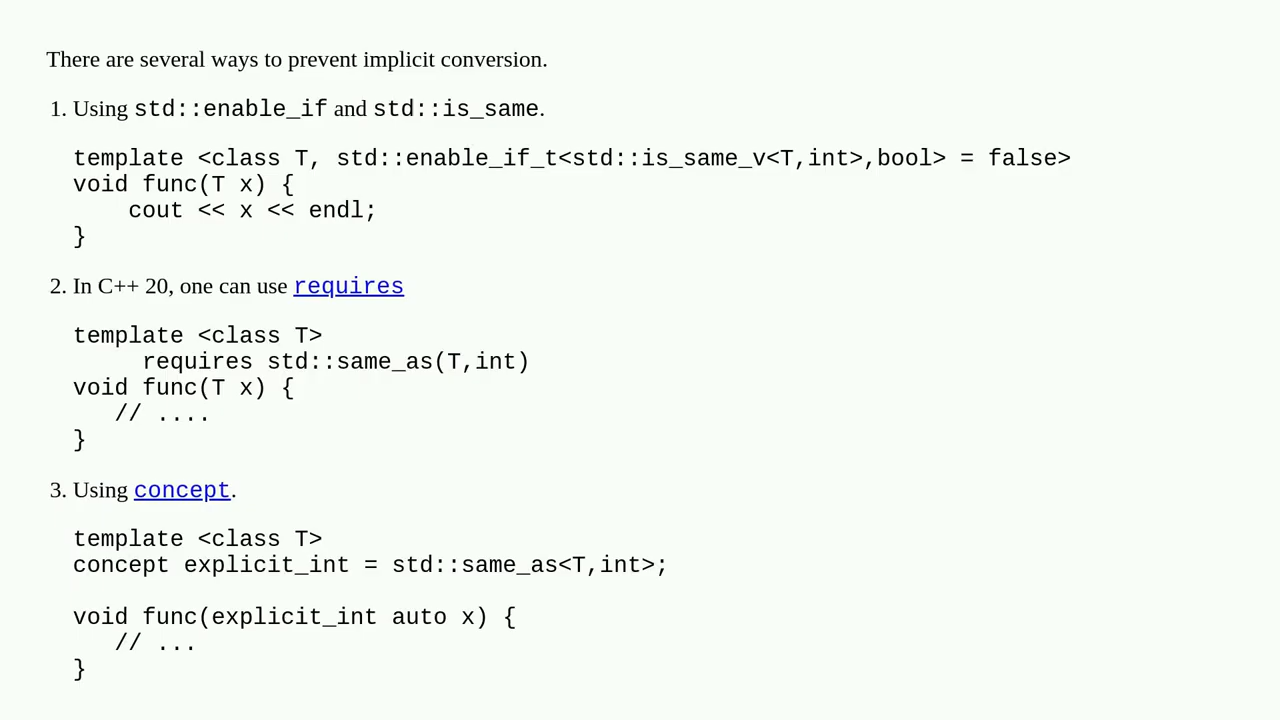 There are several ways to prevent implicit conversion.
1. Using std::enable_if and std::is_same.
template <class T, std::enable_if_t<std::is_same_v<T,int>,bool> = false>
void func(T x) {
    cout << x << endl;
}
2. In C++ 20, one can use requires
template <class T>
     requires std::same_as(T,int)
void func(T x) {
   // ....
}
3. Using concept.
template <class T>
concept explicit_int = std::same_as<T,int>;
void func(explicit_int auto x) {
   // ...
}